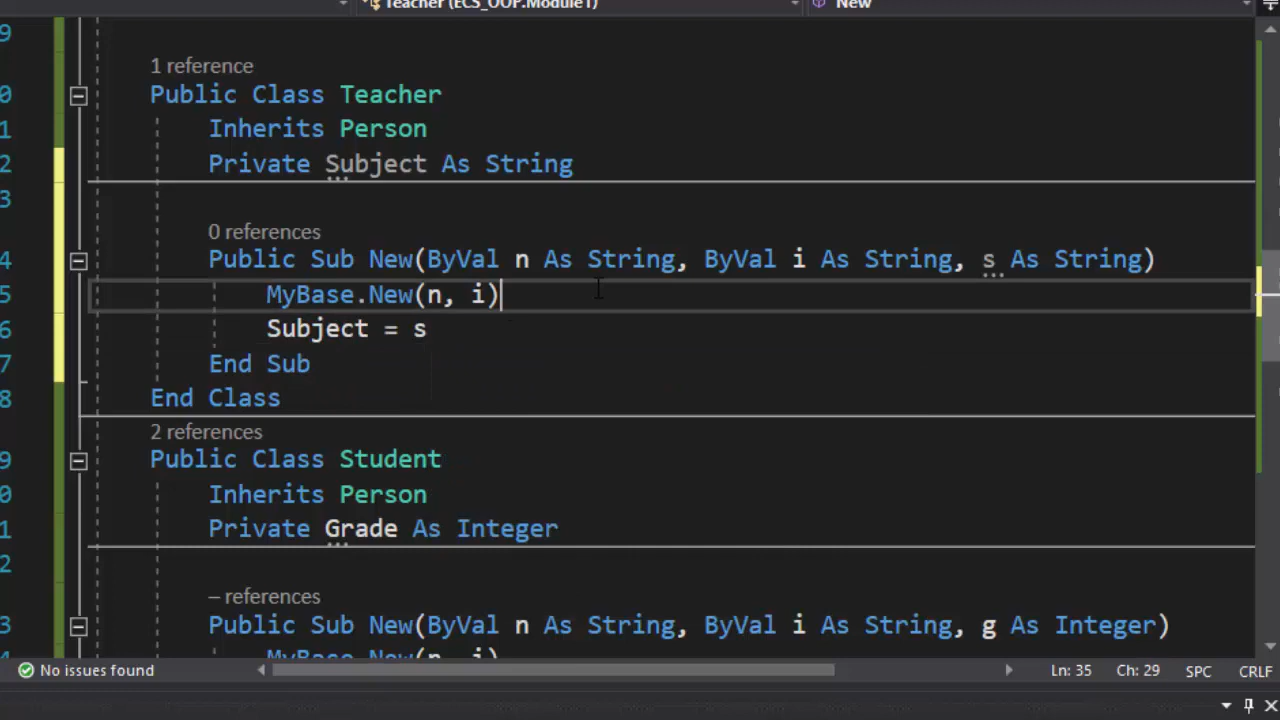 Teacher (ECS_OOP.Module1) New
9
1 reference
0 Public Class Teacher
1 Inherits Person
2 Private Subject As String
3
0 references
4 Public Sub New(ByVal n As String, ByVal i As String, s As String)
5 MyBase.New(n, i)
6 Subject = s
7 End Sub
8 End Class
2 references
9 Public Class Student
0 Inherits Person
1 Private Grade As Integer
2
– references
3 Public Sub New(ByVal n As String, ByVal i As String, g As Integer)
4 MyBase.New(n, i)
No issues found Ln: 35 Ch: 29 SPC CRLF